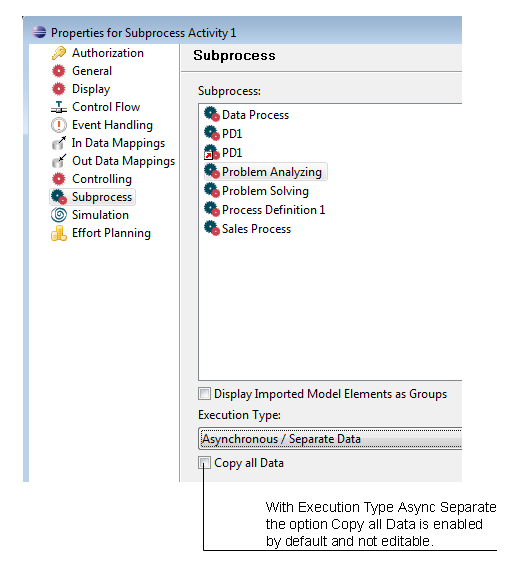 Properties for Subprocess Activity 1
Authorization
General
Display
Control Flow
Event Handling
In Data Mappings
Out Data Mappings
Controlling
Subprocess
Simulation
Effort Planning
Subprocess
Subprocess:
Data Process
PD1
PD1
Problem Analyzing
Problem Solving
Process Definition 1
Sales Process
Display Imported Model Elements as Groups
Execution Type:
Asynchronous / Separate Data
Copy all Data
With Execution Type Async Separate
the option Copy all Data is enabled
by default and not editable.